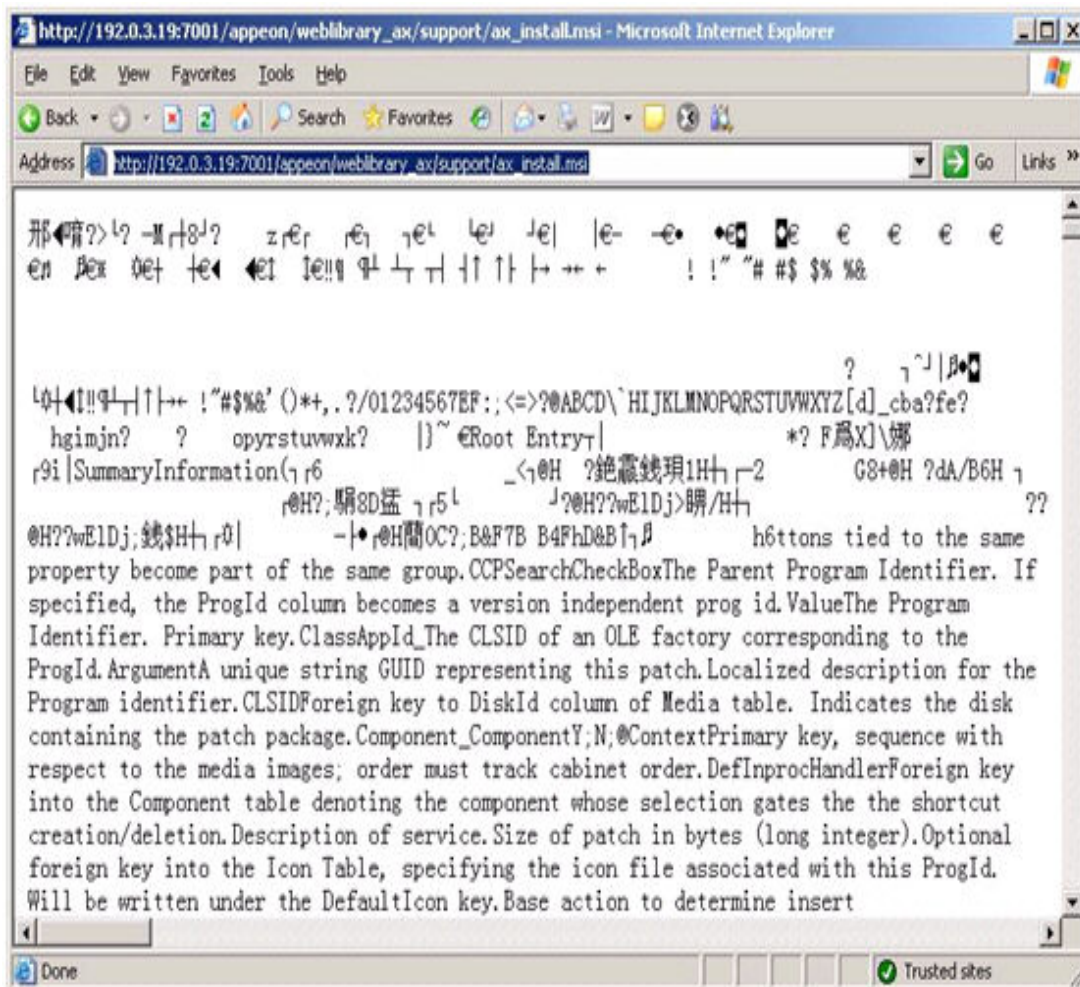 http://192.0.3.19:7001/appeon/weblibrary_ax/support/ax_install.msi - Microsoft Internet Explorer
File Edit View Favorites Tools Help
Back Search Favorites
Address http://192.0.3.19:7001/appeon/weblibrary_ax/support/ax_install.msi Go Links »
! !" "# #$ $% %&
!"#$%&'()*+,.?/01234567EF:;<=>?@ABCD\`HIJKLMNOPQRSTUVWXYZ[d]_cba?fe?
hgimjn? ? opyrstuvwxk? |}~ €Root Entry
SummaryInformation(
h6ttons tied to the same
property become part of the same group.CCPSearchCheckBoxThe Parent Program Identifier. If
specified, the ProgId column becomes a version independent prog id.ValueThe Program
Identifier. Primary key.ClassAppId_The CLSID of an OLE factory corresponding to the
ProgId.ArgumentA unique string GUID representing this patch.Localized description for the
Program identifier.CLSIDForeign key to DiskId column of Media table. Indicates the disk
containing the patch package.Component_ComponentY;N;@ContextPrimary key, sequence with
respect to the media images; order must track cabinet order.DefInprocHandlerForeign key
into the Component table denoting the component whose selection gates the the shortcut
creation/deletion.Description of service.Size of patch in bytes (long integer).Optional
foreign key into the Icon Table, specifying the icon file associated with this ProgId.
Will be written under the DefaultIcon key.Base action to determine insert
Done Trusted sites